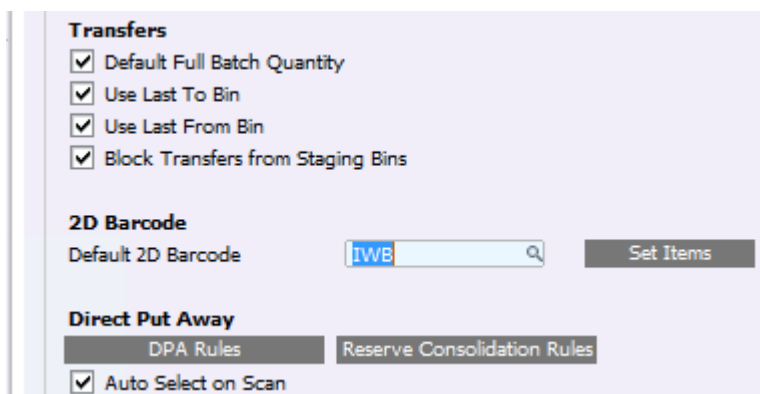 Transfers
Default Full Batch Quantity
Use Last To Bin
Use Last From Bin
Block Transfers from Staging Bins
2D Barcode
Default 2D Barcode IWB Set Items
Direct Put Away
DPA Rules Reserve Consolidation Rules
Auto Select on Scan